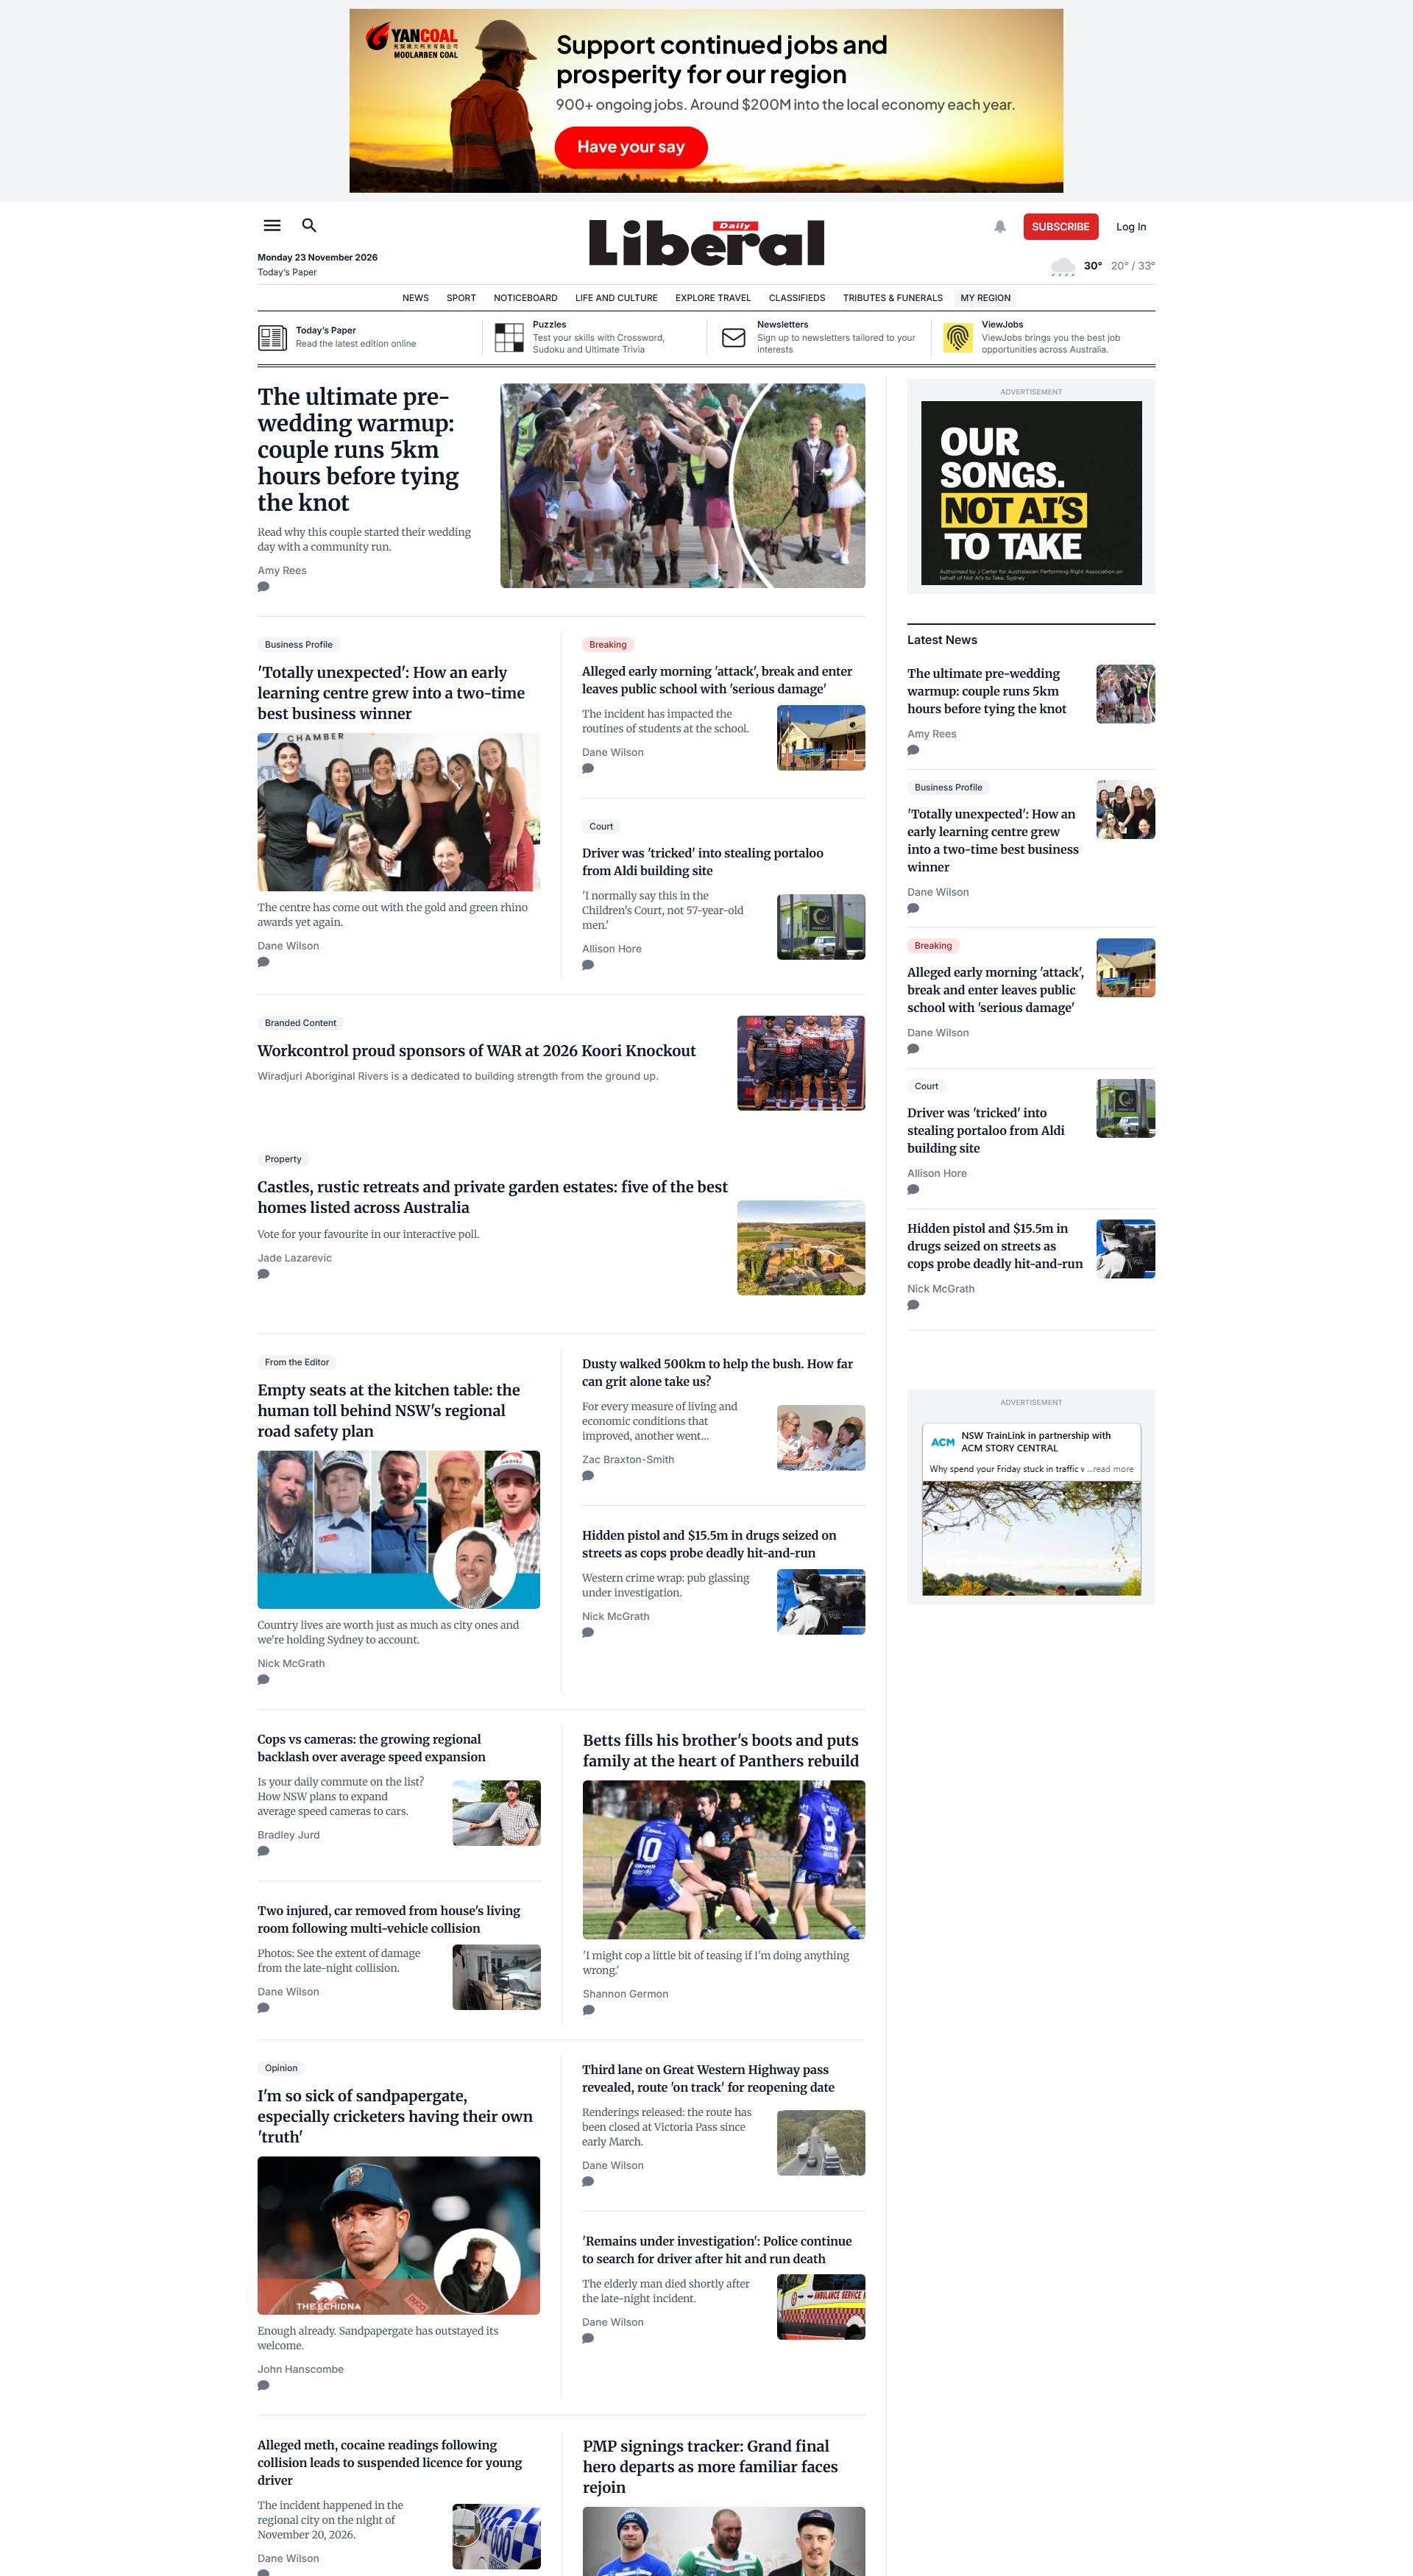 YANCOAL
MOOLARBEN COAL
Support continued jobs and
prosperity for our region
900+ ongoing jobs. Around $200M into the local economy each year.
Have your say
Daily
Liberal
SUBSCRIBE
Log In
Monday 23 November 2026
Today's Paper
30° 20° / 33°
NEWS SPORT NOTICEBOARD LIFE AND CULTURE EXPLORE TRAVEL CLASSIFIEDS TRIBUTES & FUNERALS MY REGION
Today's Paper
Read the latest edition online
Puzzles
Test your skills with Crossword,
Sudoku and Ultimate Trivia
Newsletters
Sign up to newsletters tailored to your
interests
ViewJobs
ViewJobs brings you the best job
opportunities across Australia.
The ultimate pre-
wedding warmup:
couple runs 5km
hours before tying
the knot
Read why this couple started their wedding
day with a community run.
Amy Rees
Business Profile
'Totally unexpected': How an early
learning centre grew into a two-time
best business winner
CHAMBER
The centre has come out with the gold and green rhino
awards yet again.
Dane Wilson
Breaking
Alleged early morning 'attack', break and enter
leaves public school with 'serious damage'
The incident has impacted the
routines of students at the school.
Dane Wilson
Court
Driver was 'tricked' into stealing portaloo
from Aldi building site
'I normally say this in the
Children's Court, not 57-year-old
men.'
Allison Hore
Branded Content
Workcontrol proud sponsors of WAR at 2026 Koori Knockout
Wiradjuri Aboriginal Rivers is a dedicated to building strength from the ground up.
Property
Castles, rustic retreats and private garden estates: five of the best
homes listed across Australia
Vote for your favourite in our interactive poll.
Jade Lazarevic
From the Editor
Empty seats at the kitchen table: the
human toll behind NSW's regional
road safety plan
Country lives are worth just as much as city ones and
we're holding Sydney to account.
Nick McGrath
Dusty walked 500km to help the bush. How far
can grit alone take us?
For every measure of living and
economic conditions that
improved, another went...
Zac Braxton-Smith
Hidden pistol and $15.5m in drugs seized on
streets as cops probe deadly hit-and-run
Western crime wrap: pub glassing
under investigation.
Nick McGrath
Cops vs cameras: the growing regional
backlash over average speed expansion
Is your daily commute on the list?
How NSW plans to expand
average speed cameras to cars.
Bradley Jurd
Two injured, car removed from house's living
room following multi-vehicle collision
Photos: See the extent of damage
from the late-night collision.
Dane Wilson
Betts fills his brother's boots and puts
family at the heart of Panthers rebuild
10
9
'I might cop a little bit of teasing if I'm doing anything
wrong.'
Shannon Germon
Opinion
I'm so sick of sandpapergate,
especially cricketers having their own
'truth'
THE ECHIDNA
Enough already. Sandpapergate has outstayed its
welcome.
John Hanscombe
Third lane on Great Western Highway pass
revealed, route 'on track' for reopening date
Renderings released: the route has
been closed at Victoria Pass since
early March.
Dane Wilson
'Remains under investigation': Police continue
to search for driver after hit and run death
The elderly man died shortly after
the late-night incident.
AMBULANCE SERVICE
Dane Wilson
Alleged meth, cocaine readings following
collision leads to suspended licence for young
driver
The incident happened in the
regional city on the night of
November 20, 2026.
000
Dane Wilson
PMP signings tracker: Grand final
hero departs as more familiar faces
rejoin
ADVERTISEMENT
OUR
SONGS.
NOT AI'S
TO TAKE
Authorised by J Carter for Australasian Performing Right Association on
behalf of Not Ai's to Take, Sydney
Latest News
The ultimate pre-wedding
warmup: couple runs 5km
hours before tying the knot
Amy Rees
Business Profile
'Totally unexpected': How an
early learning centre grew
into a two-time best business
winner
Dane Wilson
Breaking
Alleged early morning 'attack',
break and enter leaves public
school with 'serious damage'
Dane Wilson
Court
Driver was 'tricked' into
stealing portaloo from Aldi
building site
Allison Hore
Hidden pistol and $15.5m in
drugs seized on streets as
cops probe deadly hit-and-run
Nick McGrath
ADVERTISEMENT
ACM
NSW TrainLink in partnership with
ACM STORY CENTRAL
Why spend your Friday stuck in traffic v ...read more